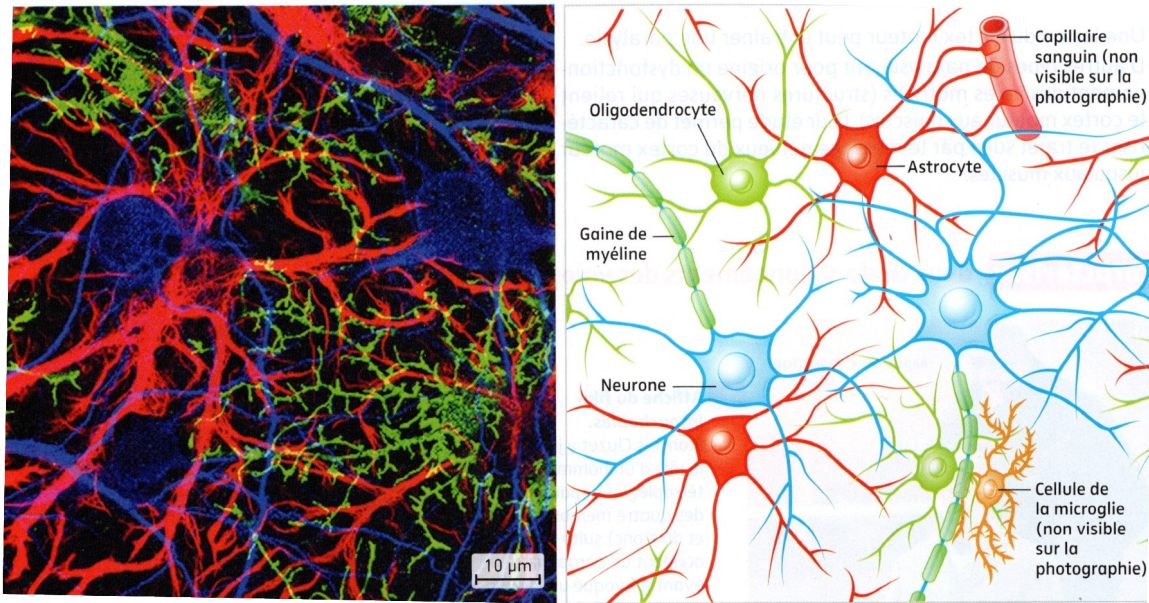 Capillaire
sanguin (non
visible sur la
photographie)
Oligodendrocyte
Astrocyte
Gaine de
myéline
Neurone
Cellule de
la microglie
(non visible
sur la
photographie)
10 µm